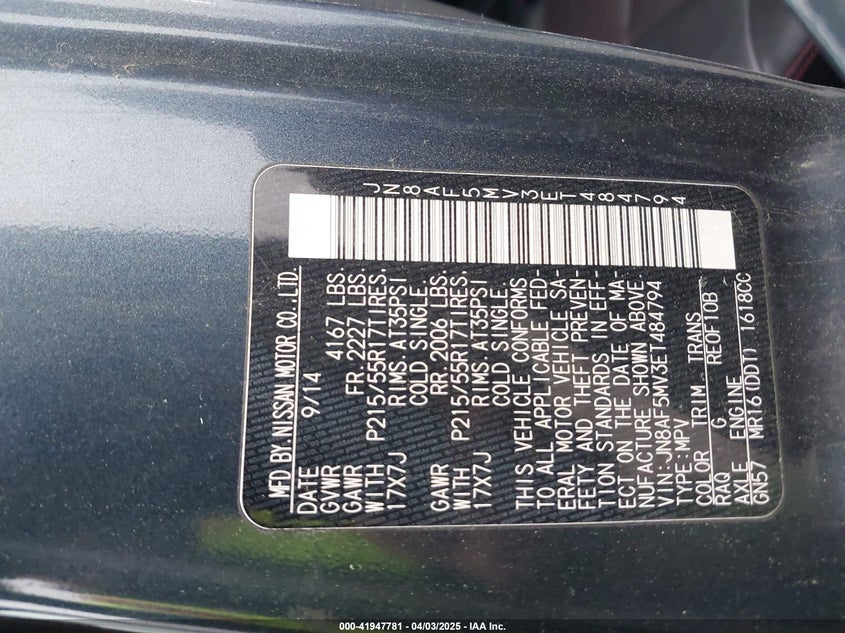 JN8AF5MV3ET484794
MFD BY NISSAN MOTOR CO.,LTD.
DATE 9/14
GVWR 4167 LBS.
GAWR FR. 2227 LBS.
WITH P215/55R17TIRES.
17X7J RIMS. AT35PSI
COLD SINGLE.
GAWR RR. 2006 LBS.
WITH P215/55R17TIRES.
17X7J RIMS. AT35PSI
COLD SINGLE.
THIS VEHICLE CONFORMS
TO ALL APPLICABLE FED-
ERAL MOTOR VEHICLE SA-
FETY AND THEFT PREVEN-
TION STANDARDS IN EFF-
ECT ON THE DATE OF MA-
NUFACTURE SHOWN ABOVE.
VIN:JN8AF5MV3ET484794
TYPE:MPV
COLOR TRIM TRANS
RAQ G RE0F10B
AXLE ENGINE
GN57 MR16(DDT) 1618CC
000-41947781 - 04/03/2025 - IAA Inc.